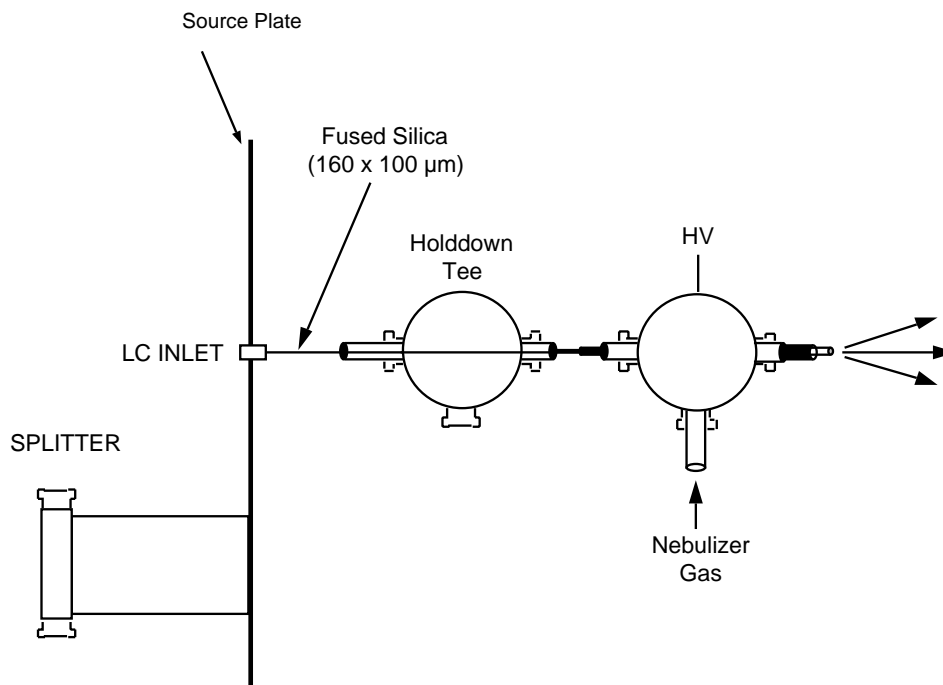 Source Plate
Fused Silica
(160 x 100 µm)
Holddown
Tee
HV
LC INLET
SPLITTER
Nebulizer
Gas